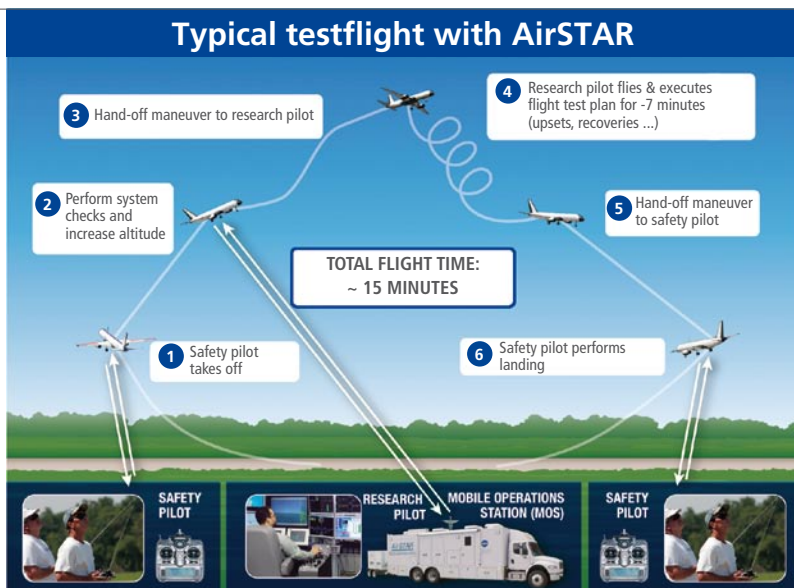 Typical testflight with AirSTAR
3 Hand-off maneuver to research pilot
4 Research pilot flies & executes
flight test plan for -7 minutes
(upsets, recoveries ...)
2 Perform system
checks and
increase altitude
5 Hand-off maneuver
to safety pilot
TOTAL FLIGHT TIME:
~ 15 MINUTES
1 Safety pilot
takes off
6 Safety pilot performs
landing
SAFETY
PILOT
RESEARCH
PILOT
MOBILE OPERATIONS
STATION (MOS)
AirSTAR
SAFETY
PILOT